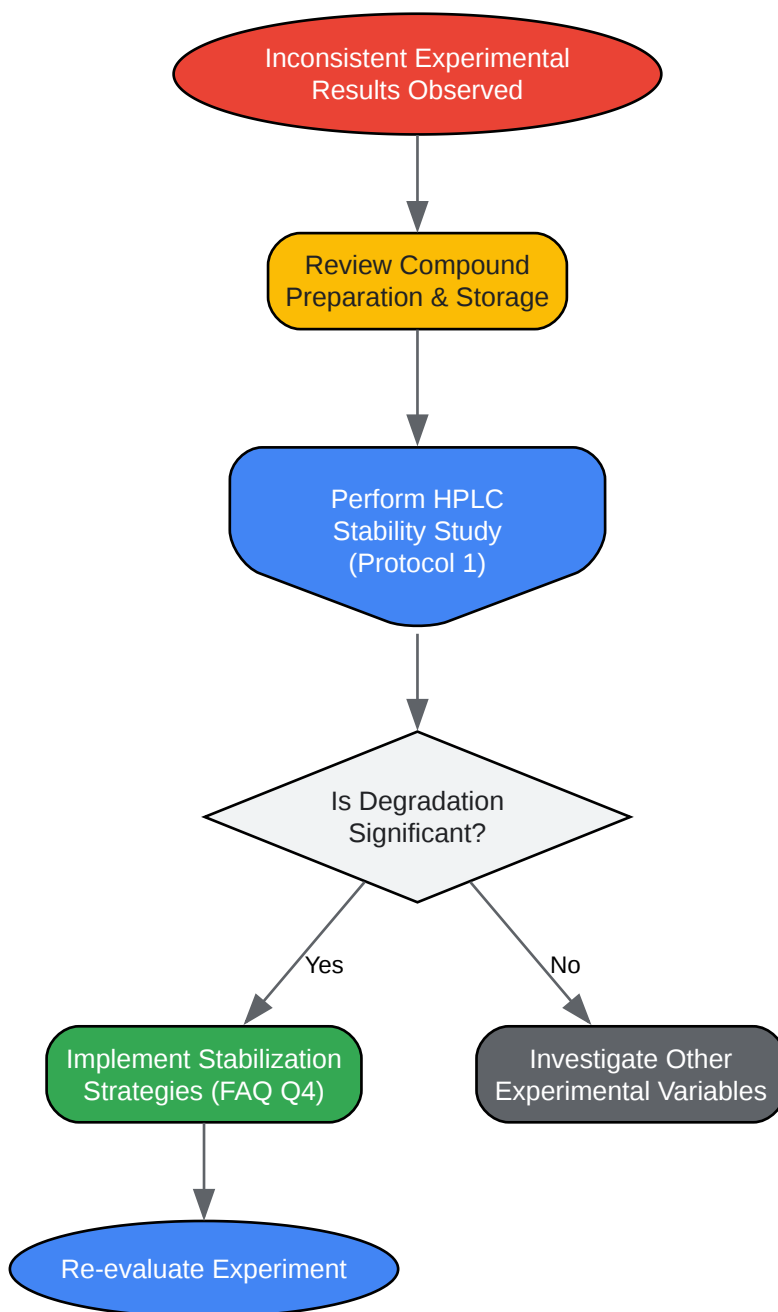 Inconsistent Experimental
Results Observed
Review Compound
Preparation & Storage
Perform HPLC
Stability Study
(Protocol 1)
Is Degradation
Significant?
Yes
No
Implement Stabilization
Strategies (FAQ Q4)
Investigate Other
Experimental Variables
Re-evaluate Experiment